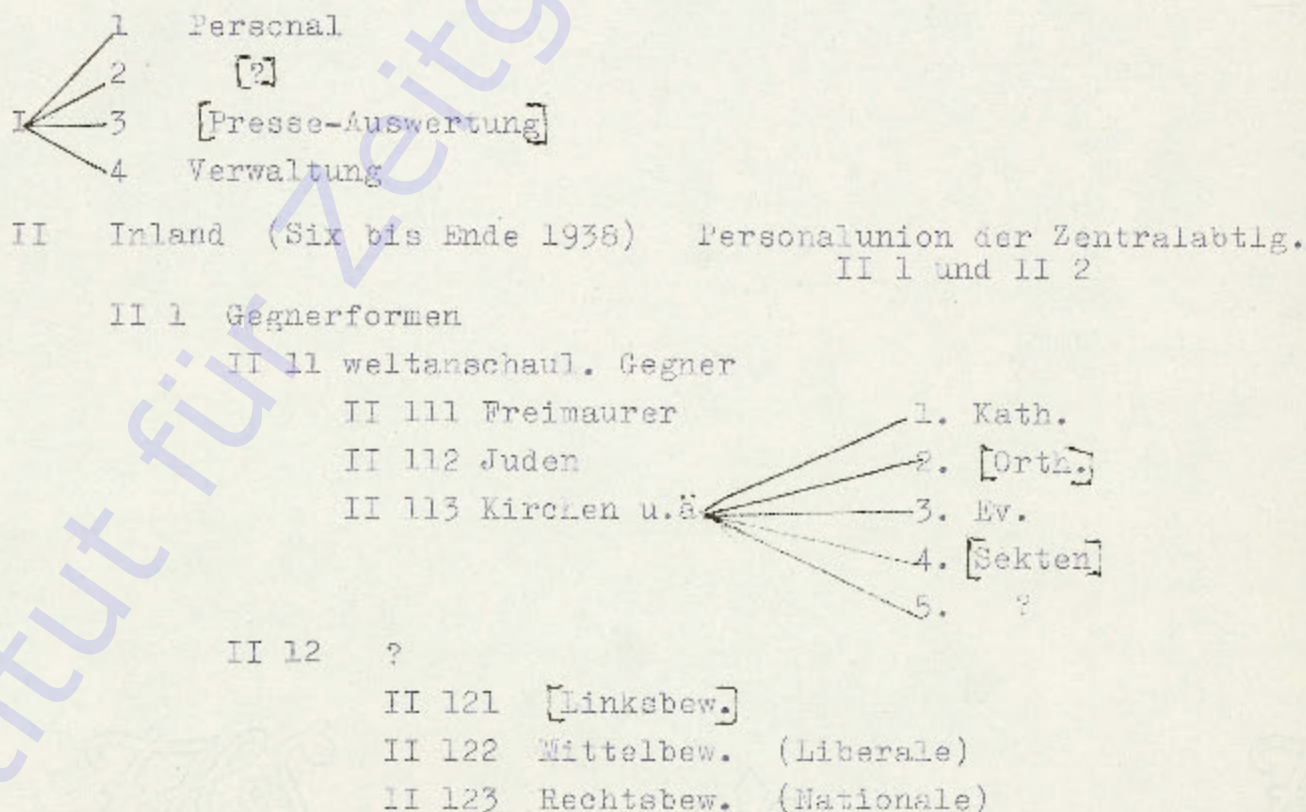 1 Personal
2 [?]
I 3 [Presse-Auswertung]
4 Verwaltung
II Inland (Six bis Ende 1938) Personalunion der Zentralabtlg.
II 1 und II 2
II 1 Gegnerformen
II 11 weltanschaul. Gegner
II 111 Freimaurer 1. Kath.
II 112 Juden 2. [Orth.]
II 113 Kirchen u.ä. 3. Ev.
4. [Sekten]
5. ?
II 12 ?
II 121 [Linksbew.]
II 122 Mittelbew. (Liberale)
II 123 Rechtsbew. (Nationale)
titut für Zeitg